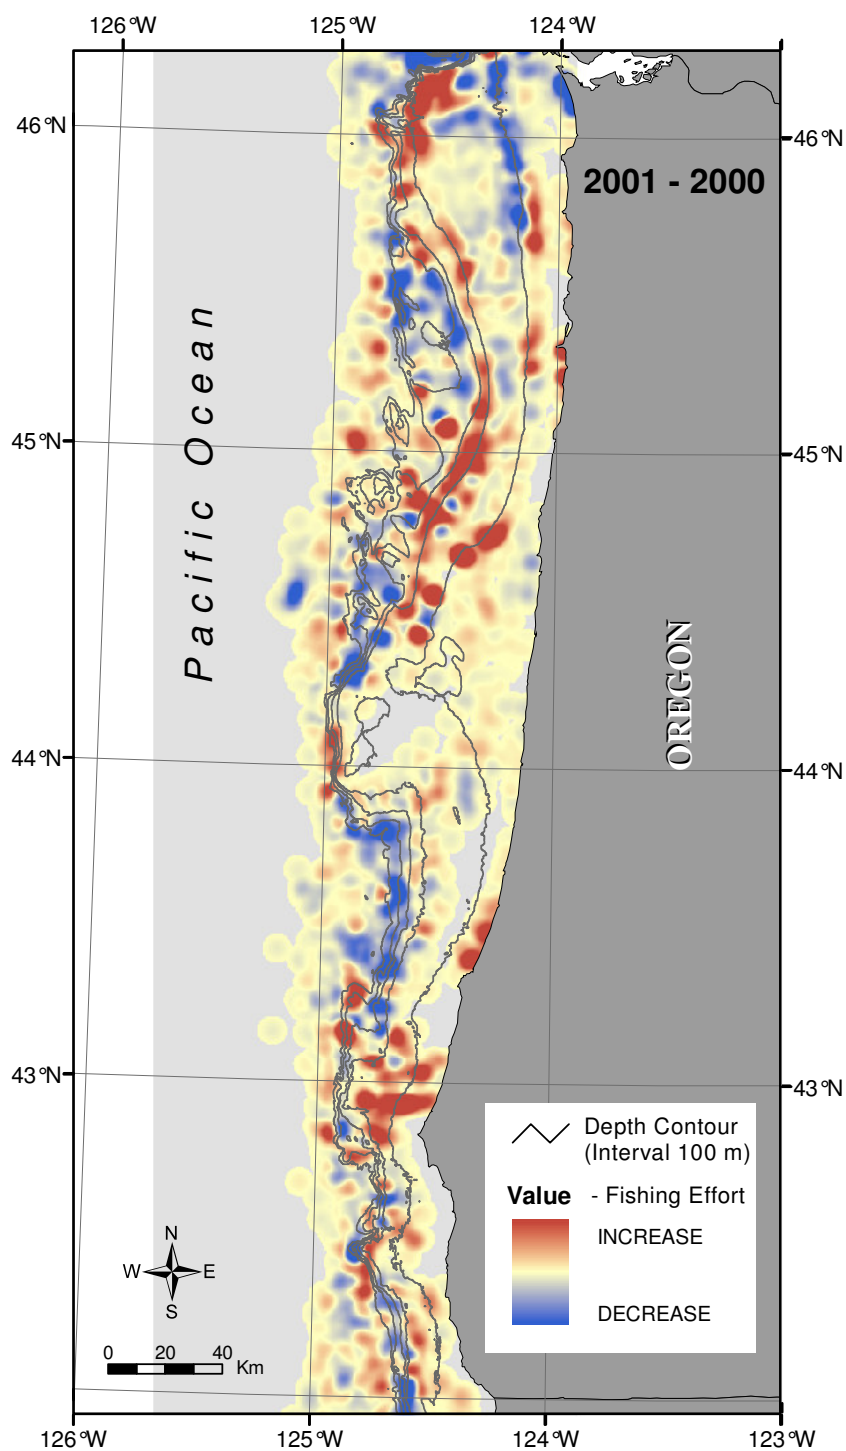 126°W 125°W 124°W
46°N 46°N
2001 - 2000
Pacific Ocean
45°N 45°N
OREGON
44°N 44°N
43°N 43°N
Depth Contour
(Interval 100 m)
Value - Fishing Effort
INCREASE
DECREASE
N
W E
S
0 20 40
Km
126°W 125°W 124°W 123°W